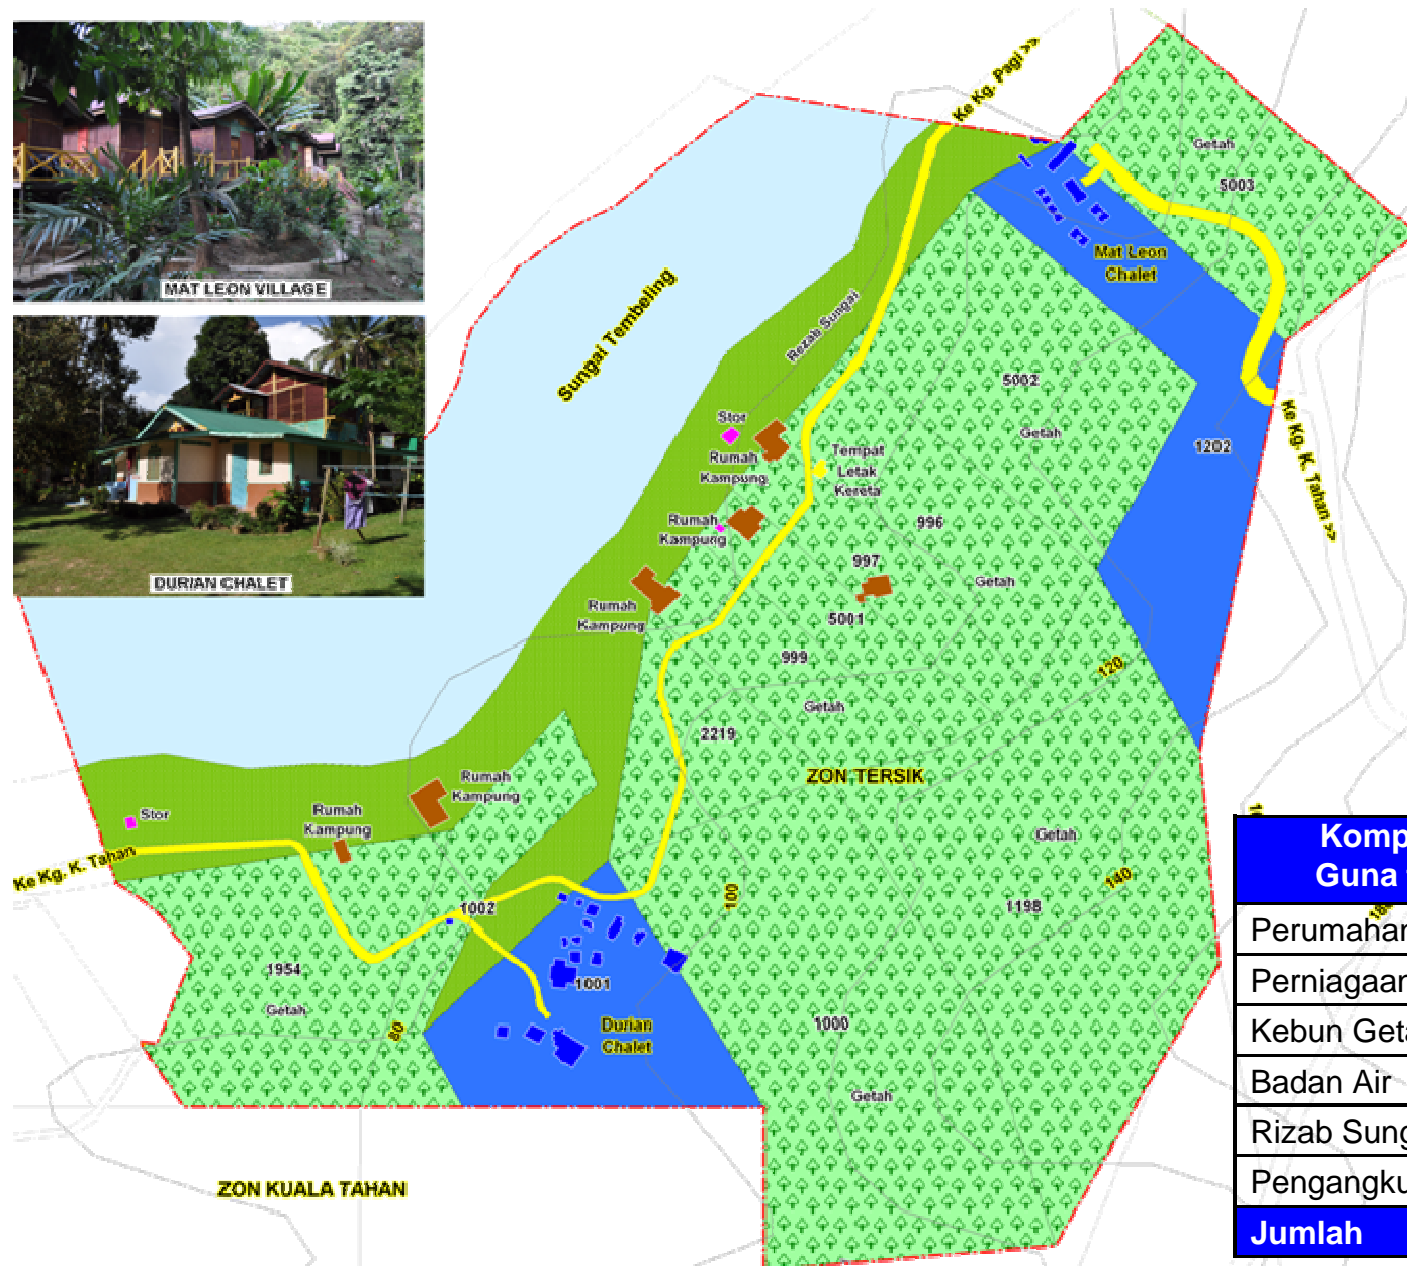 MAT LEON VILLAGE
DURIAN CHALET
Ke Kg. Pagi >>
Getah
5003
Mat Leon
Chalet
Sungai Tembeling
Rezab Sungai
5002
Getah
1202
Ke Kg. K. Tahan >>
Stor
Rumah
Kampung
Tempat
Letak
Kereta
Rumah
Kampung
996
997
Getah
Rumah
Kampung
5001
999
120
Getah
2219
ZON TERSIK
Rumah
Kampung
Stor
Rumah
Kampung
Getah
Ke Kg. K. Tahan
100
140
1002
1198
1954
Getah
1001
80
Durian
Chalet
1000
Getah
ZON KUALA TAHAN
Komp
Guna
Perumahan
Perniagaan
Kebun Geta
Badan Air
Rizab Sung
Pengangku
Jumlah